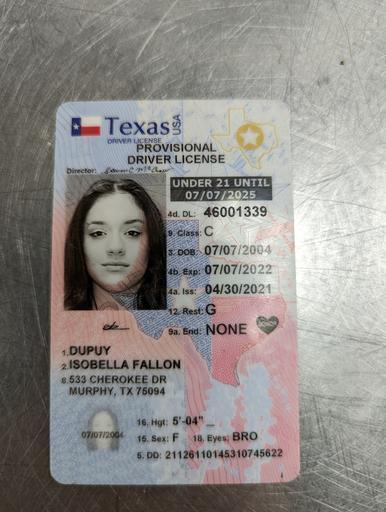 Texas USA
DRIVER LICENSE
PROVISIONAL
DRIVER LICENSE
Director:
UNDER 21 UNTIL
07/07/2025
4d. DL: 46001339
9. Class: C
3. DOB: 07/07/2004
4b. Exp: 07/07/2022
4a. Iss: 04/30/2021
12. Rest: G
9a. End: NONE
1. DUPUY
2. ISOBELLA FALLON
8. 533 CHEROKEE DR
MURPHY, TX 75094
07/07/2004
16. Hgt: 5'-04"
15. Sex: F 18. Eyes: BRO
5. DD: 21126110145310745622